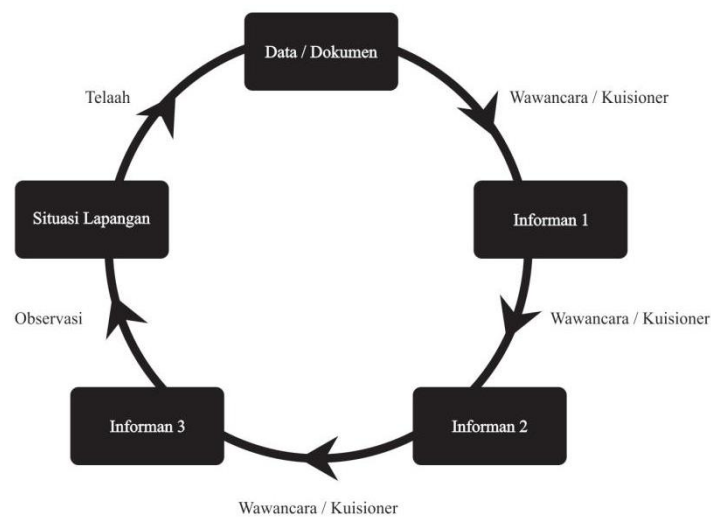 Data / Dokumen
Telaah
Wawancara / Kuisioner
Situasi Lapangan
Informan 1
Observasi
Wawancara / Kuisioner
Informan 3
Informan 2
Wawancara / Kuisioner